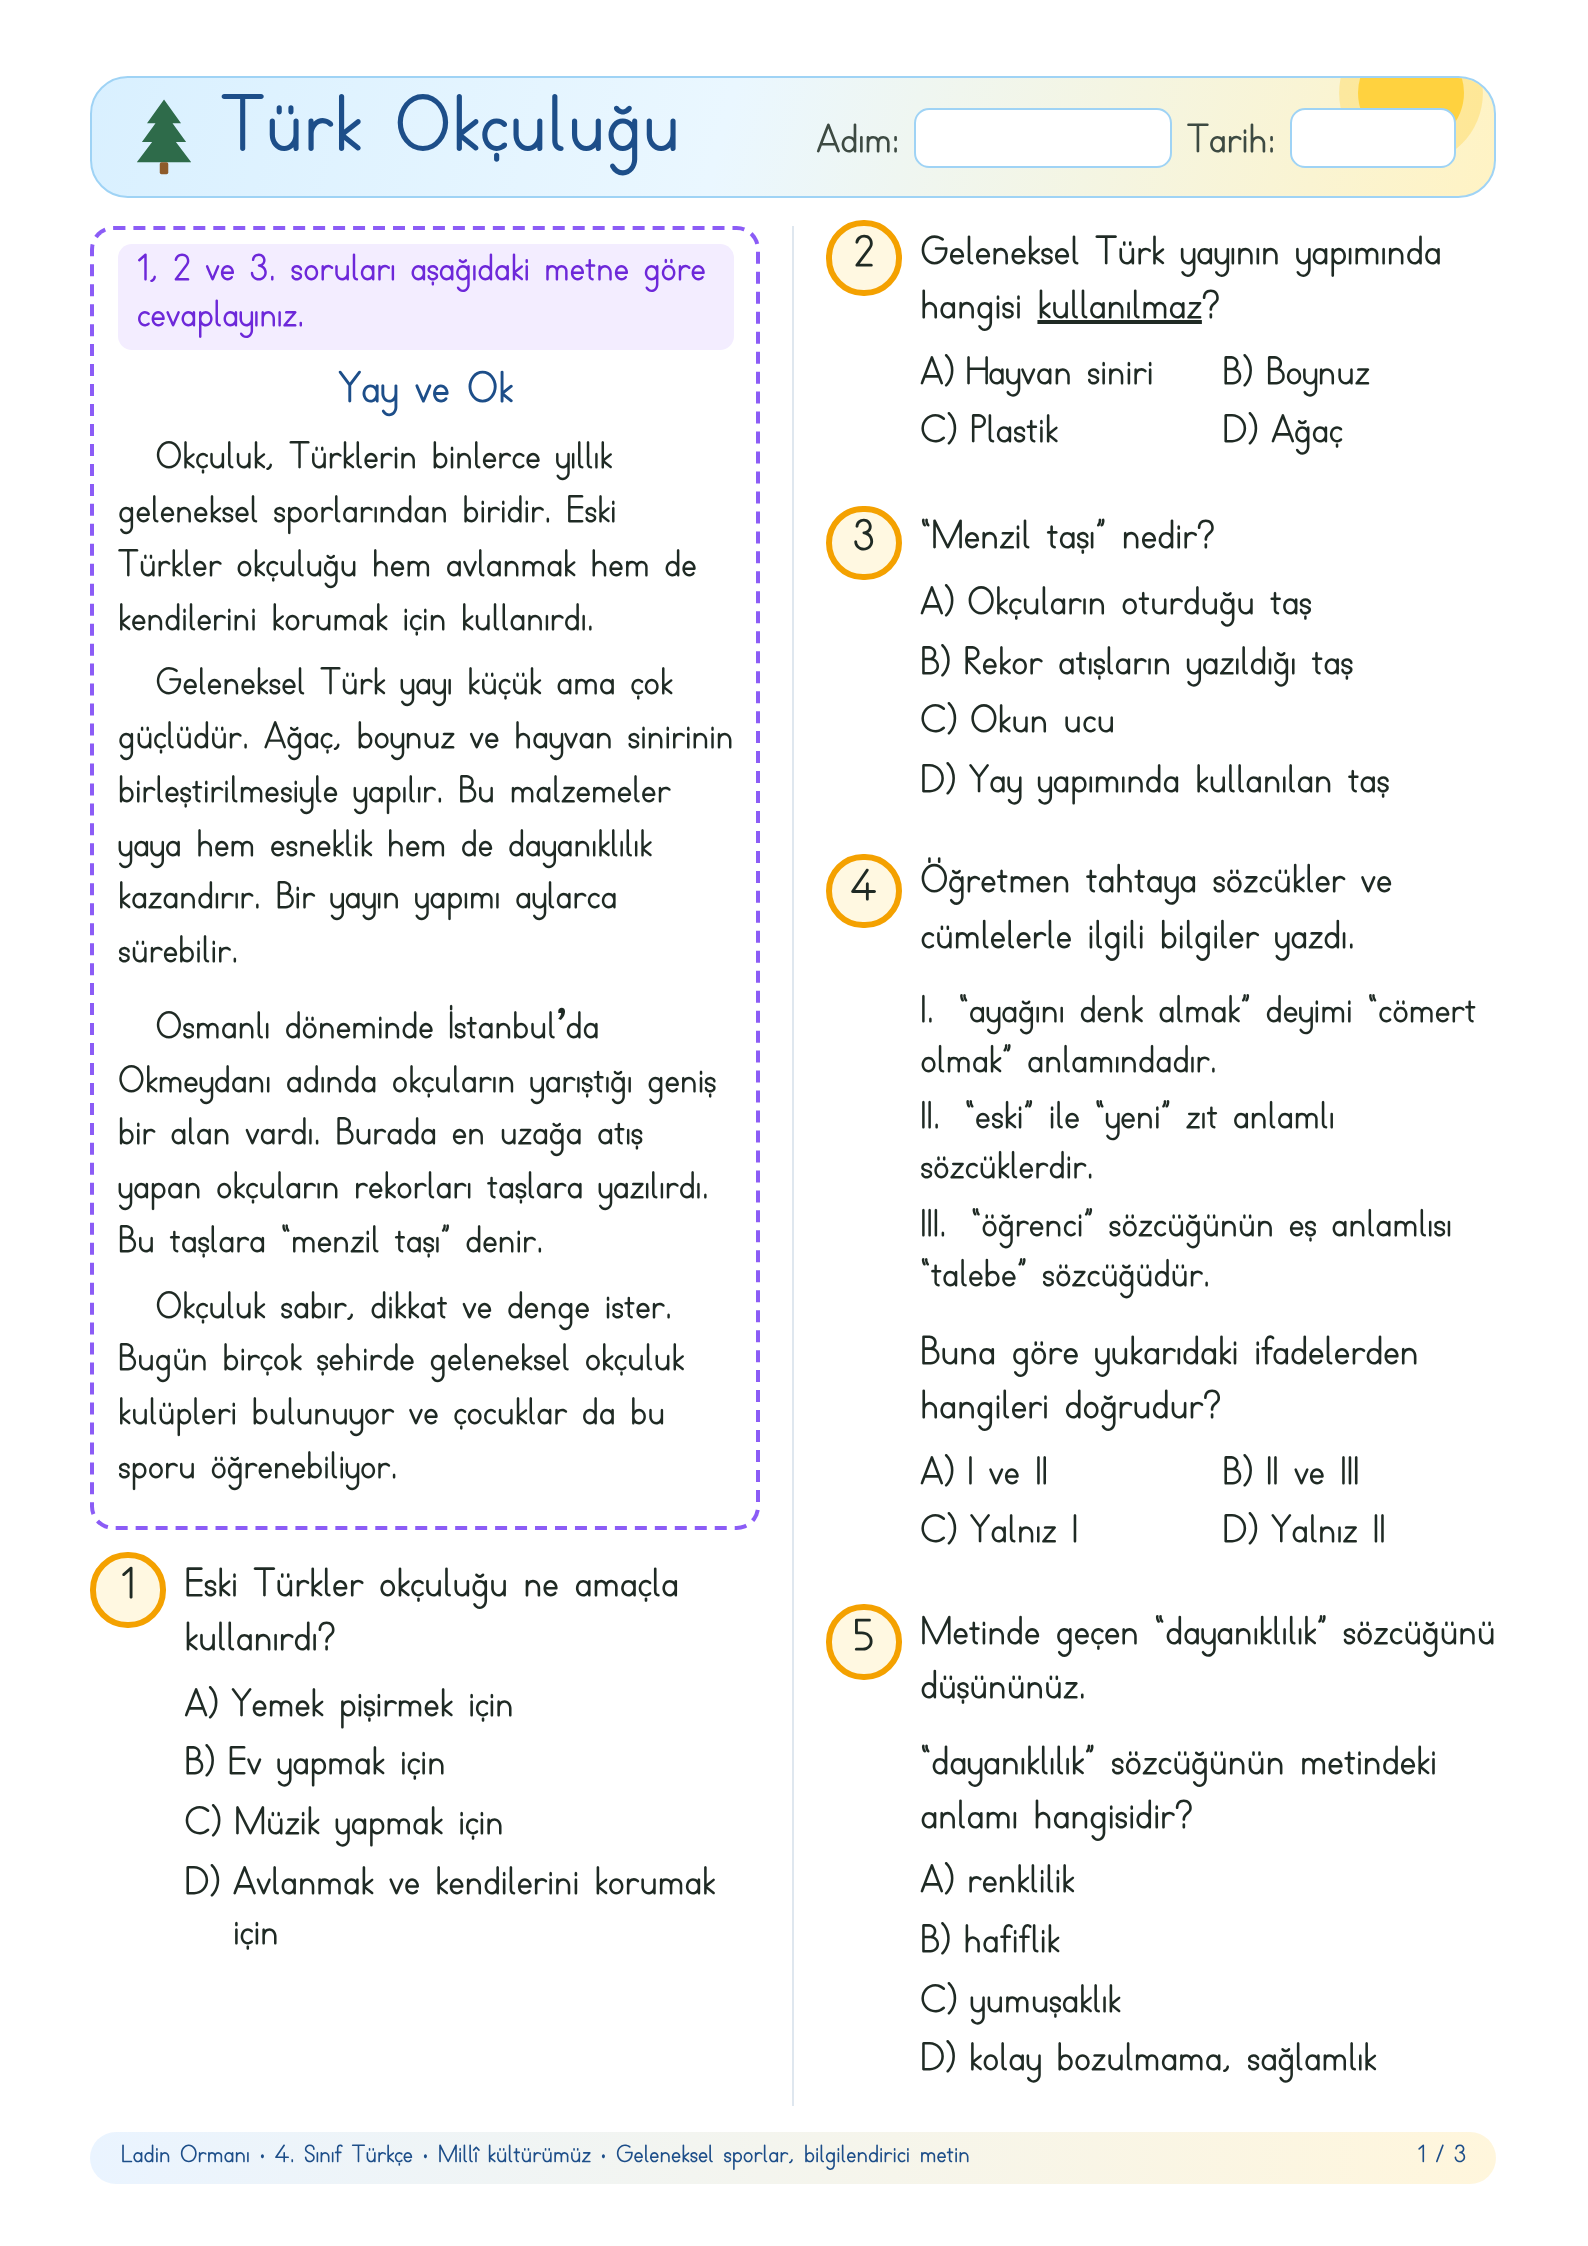 Türk Okçuluğu
Adım:
Tarih:
1, 2 ve 3. soruları aşağıdaki metne göre
cevaplayınız.
Yay ve Ok
Okçuluk, Türklerin binlerce yıllık
geleneksel sporlarından biridir. Eski
Türkler okçuluğu hem avlanmak hem de
kendilerini korumak için kullanırdı.
Geleneksel Türk yayı küçük ama çok
güçlüdür. Ağaç, boynuz ve hayvan sinirinin
birleştirilmesiyle yapılır. Bu malzemeler
yaya hem esneklik hem de dayanıklılık
kazandırır. Bir yayın yapımı aylarca
sürebilir.
Osmanlı döneminde İstanbul’da
Okmeydanı adında okçuların yarıştığı geniş
bir alan vardı. Burada en uzağa atış
yapan okçuların rekorları taşlara yazılırdı.
Bu taşlara “menzil taşı” denir.
Okçuluk sabır, dikkat ve denge ister.
Bugün birçok şehirde geleneksel okçuluk
kulüpleri bulunuyor ve çocuklar da bu
sporu öğrenebiliyor.
1
Eski Türkler okçuluğu ne amaçla
kullanırdı?
A) Yemek pişirmek için
B) Ev yapmak için
C) Müzik yapmak için
D) Avlanmak ve kendilerini korumak
için
2
Geleneksel Türk yayının yapımında
hangisi kullanılmaz?
A) Hayvan siniri
B) Boynuz
C) Plastik
D) Ağaç
3
“Menzil taşı” nedir?
A) Okçuların oturduğu taş
B) Rekor atışların yazıldığı taş
C) Okun ucu
D) Yay yapımında kullanılan taş
4
Öğretmen tahtaya sözcükler ve
cümlelerle ilgili bilgiler yazdı.
I. “ayağını denk almak” deyimi “cömert
olmak” anlamındadır.
II. “eski” ile “yeni” zıt anlamlı
sözcüklerdir.
III. “öğrenci” sözcüğünün eş anlamlısı
“talebe” sözcüğüdür.
Buna göre yukarıdaki ifadelerden
hangileri doğrudur?
A) I ve II
B) II ve III
C) Yalnız I
D) Yalnız II
5
Metinde geçen “dayanıklılık” sözcüğünü
düşününüz.
“dayanıklılık” sözcüğünün metindeki
anlamı hangisidir?
A) renklilik
B) hafiflik
C) yumuşaklık
D) kolay bozulmama, sağlamlık
Ladin Ormanı • 4. Sınıf Türkçe • Millî kültürümüz • Geleneksel sporlar, bilgilendirici metin
1 / 3